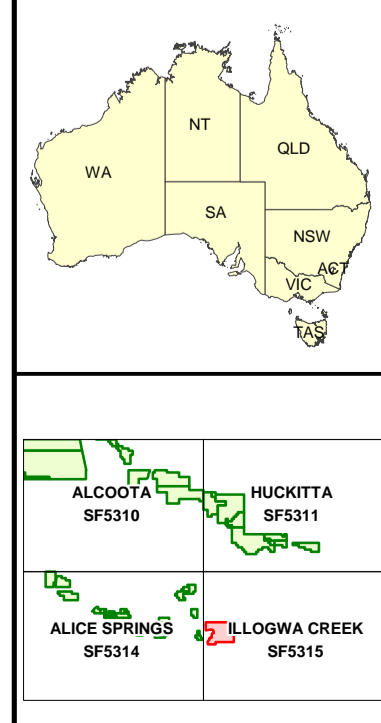 NT
WA
QLD
SA
NSW
ACT
VIC
TAS
ALCOOTA
SF5310
HUCKITTA
SF5311
ALICE SPRINGS
SF5314
ILLOGWA CREEK
SF5315